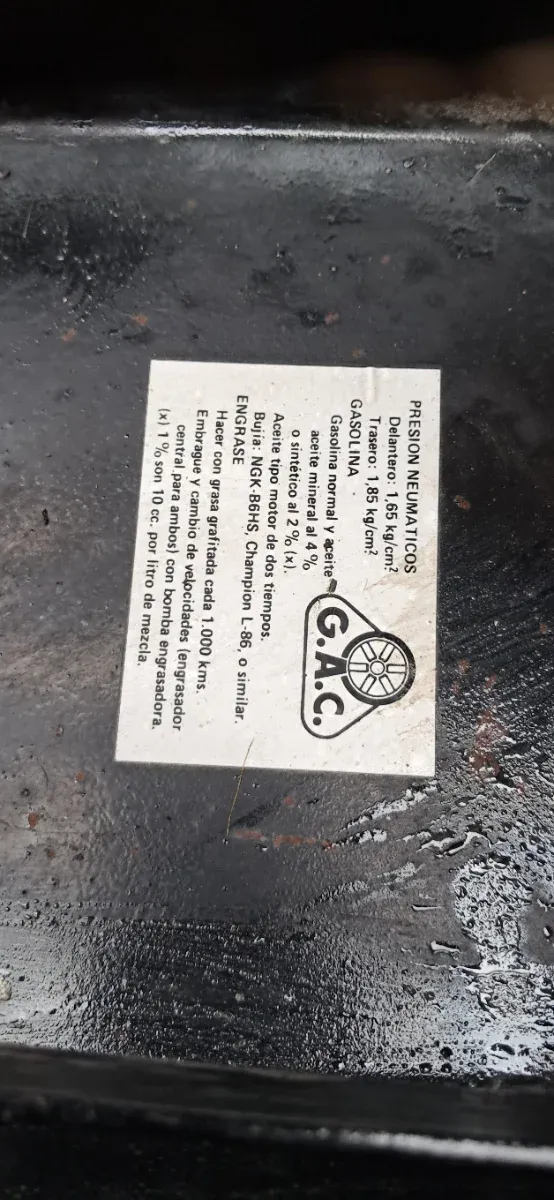 PRESION NEUMATICOS
Delantero: 1,65 kg/cm²
Trasero: 1,85 kg/cm²
GASOLINA
Gasolina normal y aceite
aceite mineral al 4 %
o sintético al 2 % (x).
Aceite tipo motor de dos tiempos.
Bujia: NGK-B6HS, Champion L-86, o similar.
ENGRASE
Hacer con grasa grafitada cada 1.000 kms.
Embrague y cambio de velocidades (engrasador
central para ambos) con bomba engrasadora.
(x) 1 % son 10 cc. por litro de mezcla.
G.A.C.